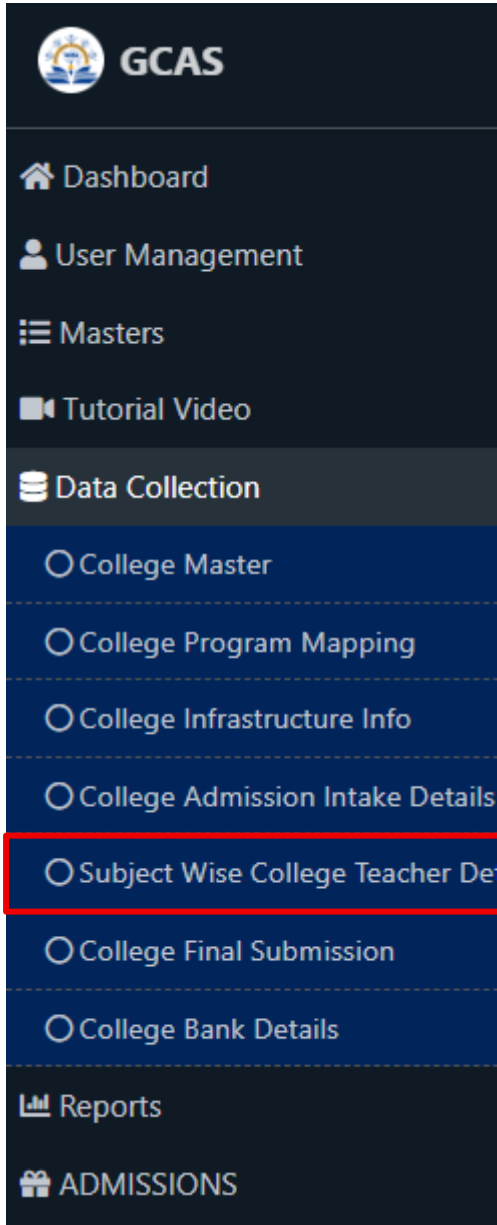 GCAS
Dashboard
User Management
Masters
Tutorial Video
Data Collection
College Master
College Program Mapping
College Infrastructure Info
College Admission Intake Details
Subject Wise College Teacher
College Final Submission
College Bank Details
Reports
ADMISSIONS